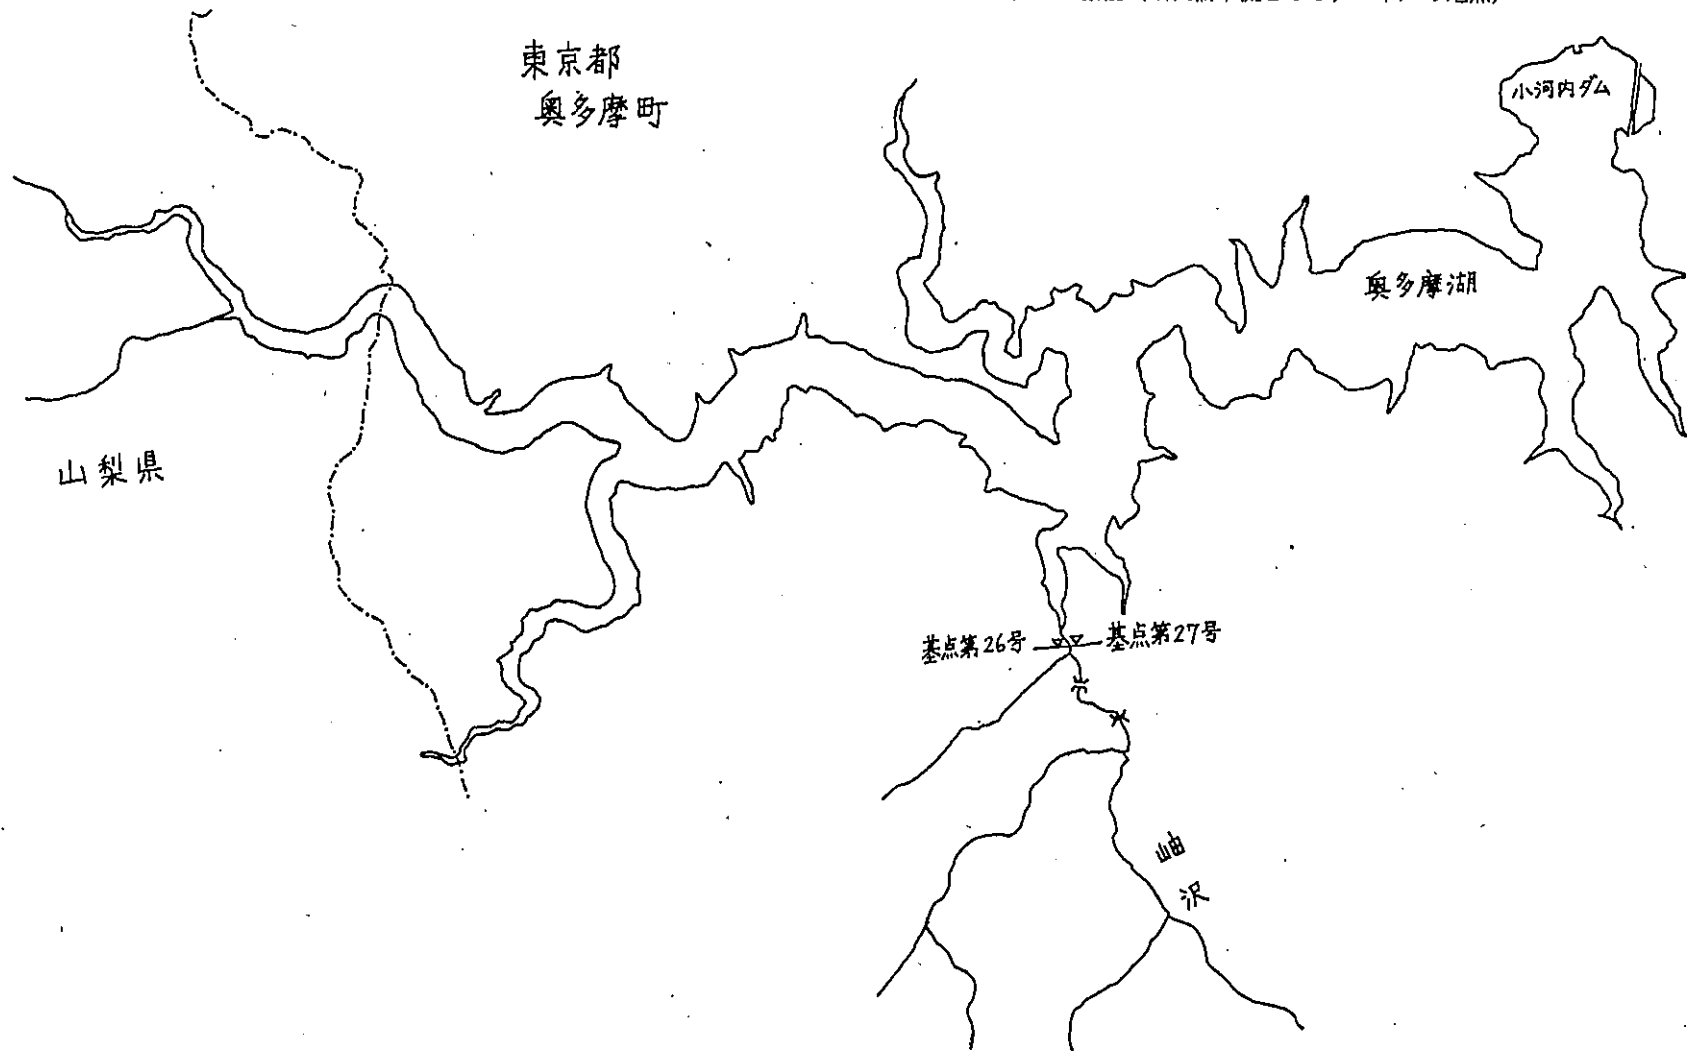 東京都
奥多摩町
小河内ダム
奥多摩湖
山梨県
基点第26号
基点第27号
岫
沢